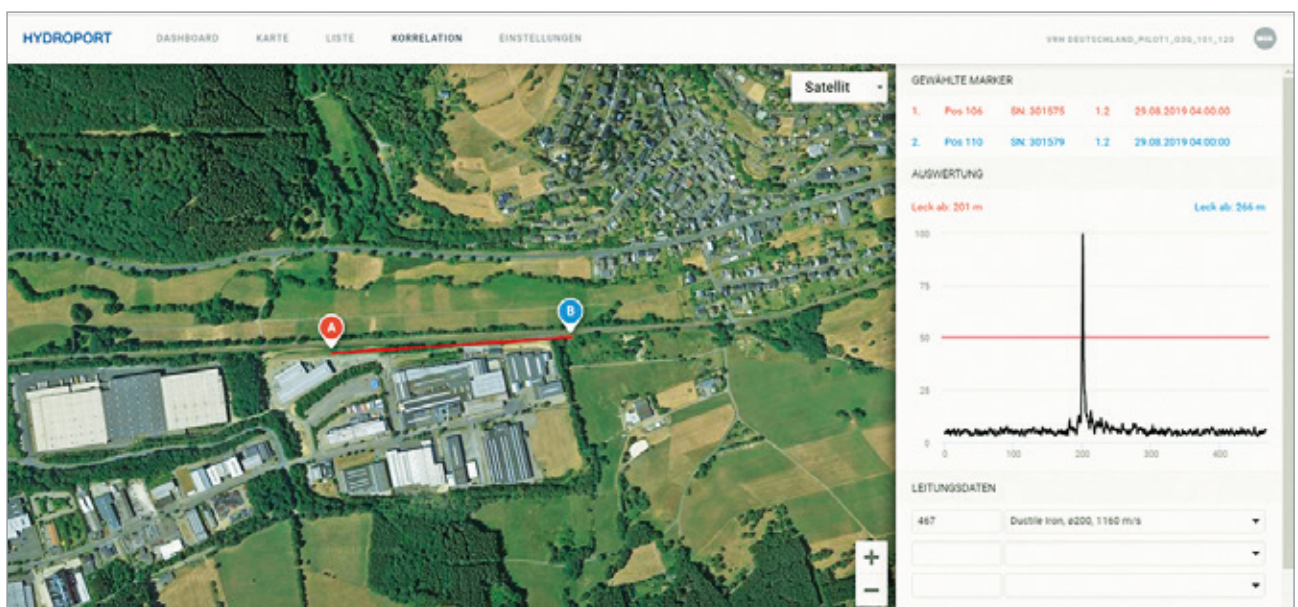 HYDROPORT DASHBOARD KARTE LISTE KORRELATION EINSTELLUNGEN VRM DEUTSCHLAND_PILOT1_G3G_101_120
Satellit
GEWÄHLTE MARKER
1. Pos 106 SN: 301575 1.2 29.08.2019 04:00:00
2. Pos 110 SN: 301579 1.2 29.08.2019 04:00:00
AUSWERTUNG
Leck ab: 201 m Leck ab: 266 m
100
75
50
25
0
0 100 200 300 400
A
B
LEITUNGSDATEN
467 Ductile Iron, ø200, 1160 m/s
+
−